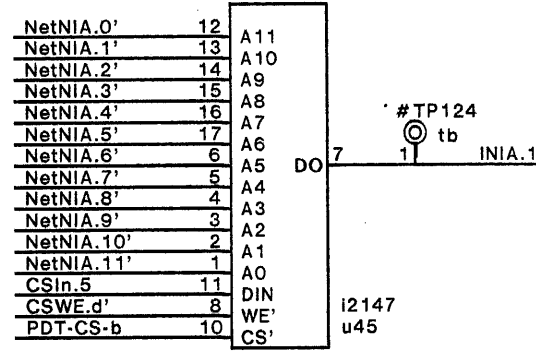 NetNIA.0' 12 A11
NetNIA.1' 13 A10
NetNIA.2' 14 A9
NetNIA.3' 15 A8
NetNIA.4' 16 A7
NetNIA.5' 17 A6
NetNIA.6' 6 A5
NetNIA.7' 5 A4
NetNIA.8' 4 A3
NetNIA.9' 3 A2
NetNIA.10' 2 A1
NetNIA.11' 1 A0
CSIn.5 11 DIN
CSWE.d' 8 WE'
PDT-CS-b 10 CS'
#TP124
tb
DO 7 1 INIA.1
i2147
u45